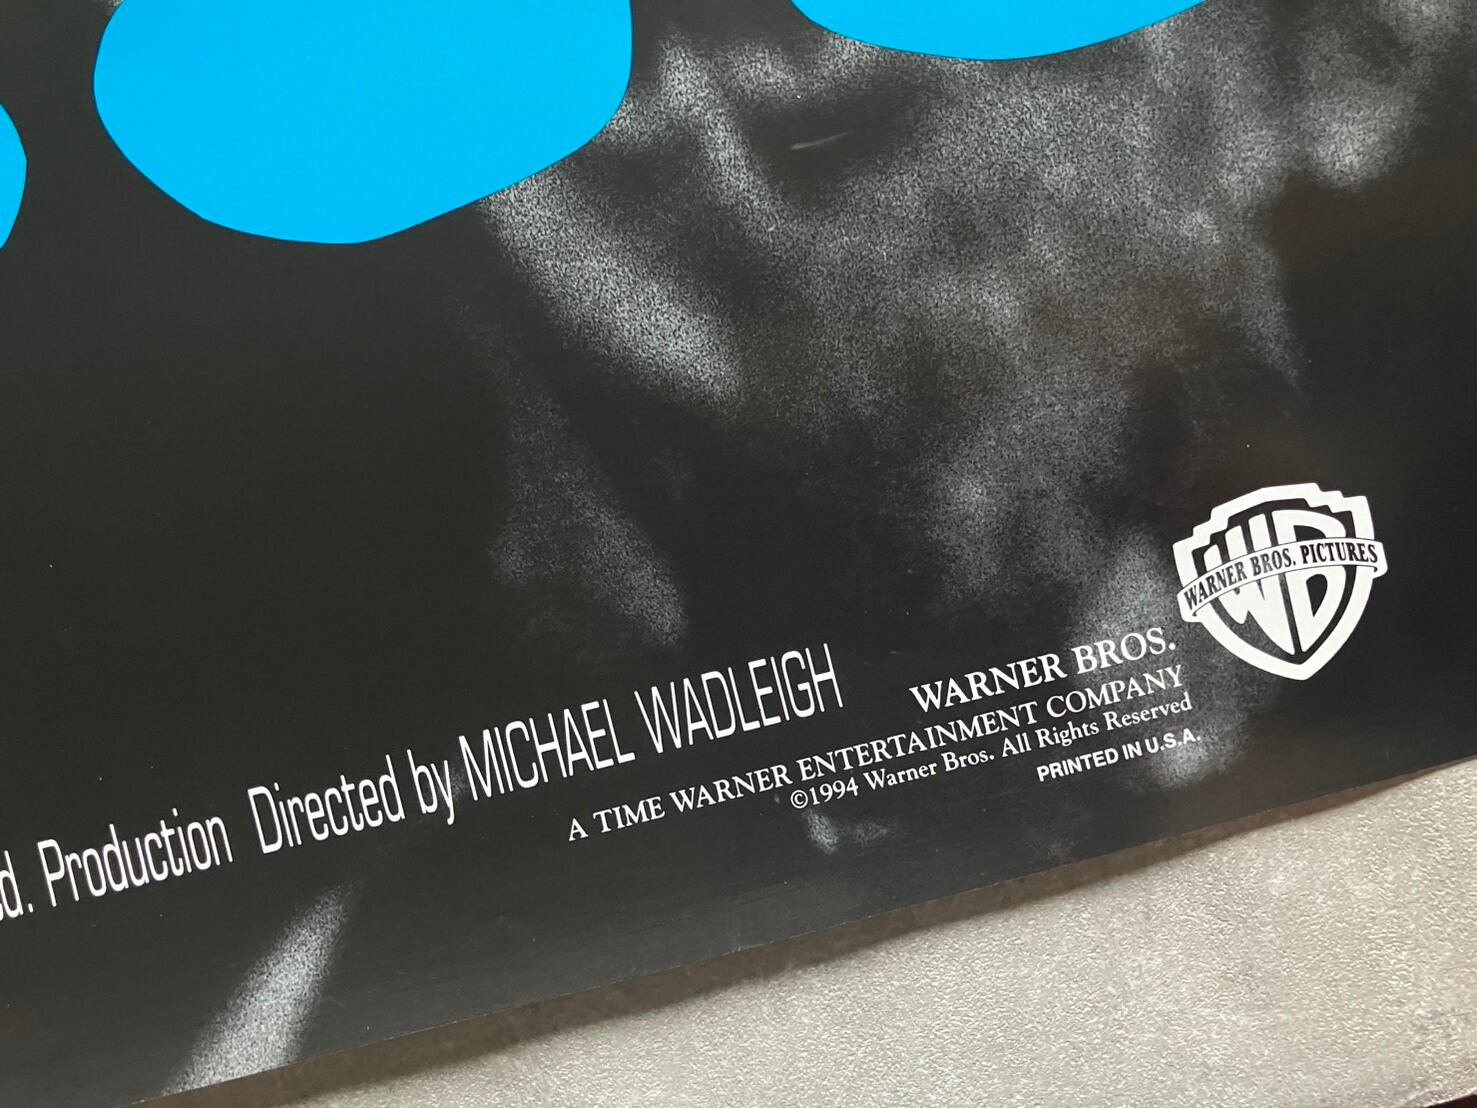 WARNER BROS. PICTURES
WB
d. Production Directed by MICHAEL WADLEIGH
WARNER BROS.
A TIME WARNER ENTERTAINMENT COMPANY
©1994 Warner Bros. All Rights Reserved
PRINTED IN U.S.A.